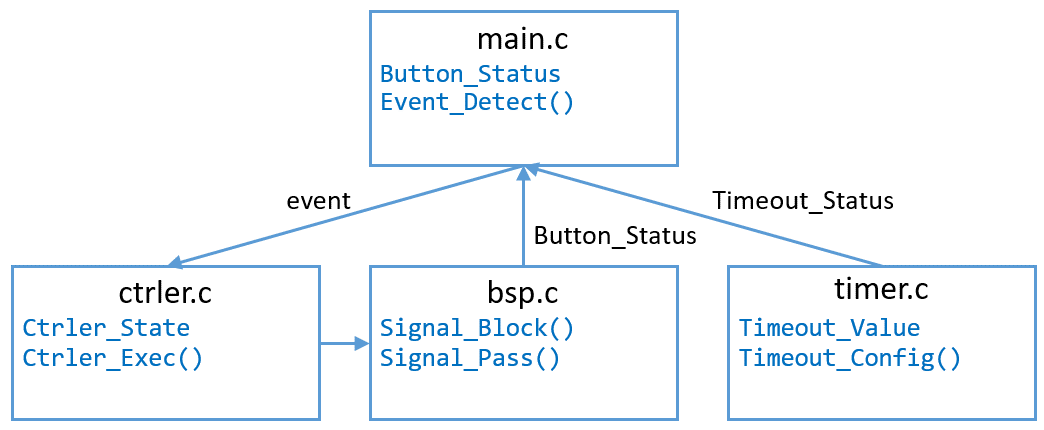 main.c
Button_Status
Event_Detect()
event
Timeout_Status
Button_Status
ctrler.c
Ctrler_State
Ctrler_Exec()
bsp.c
Signal_Block()
Signal_Pass()
timer.c
Timeout_Value
Timeout_Config()